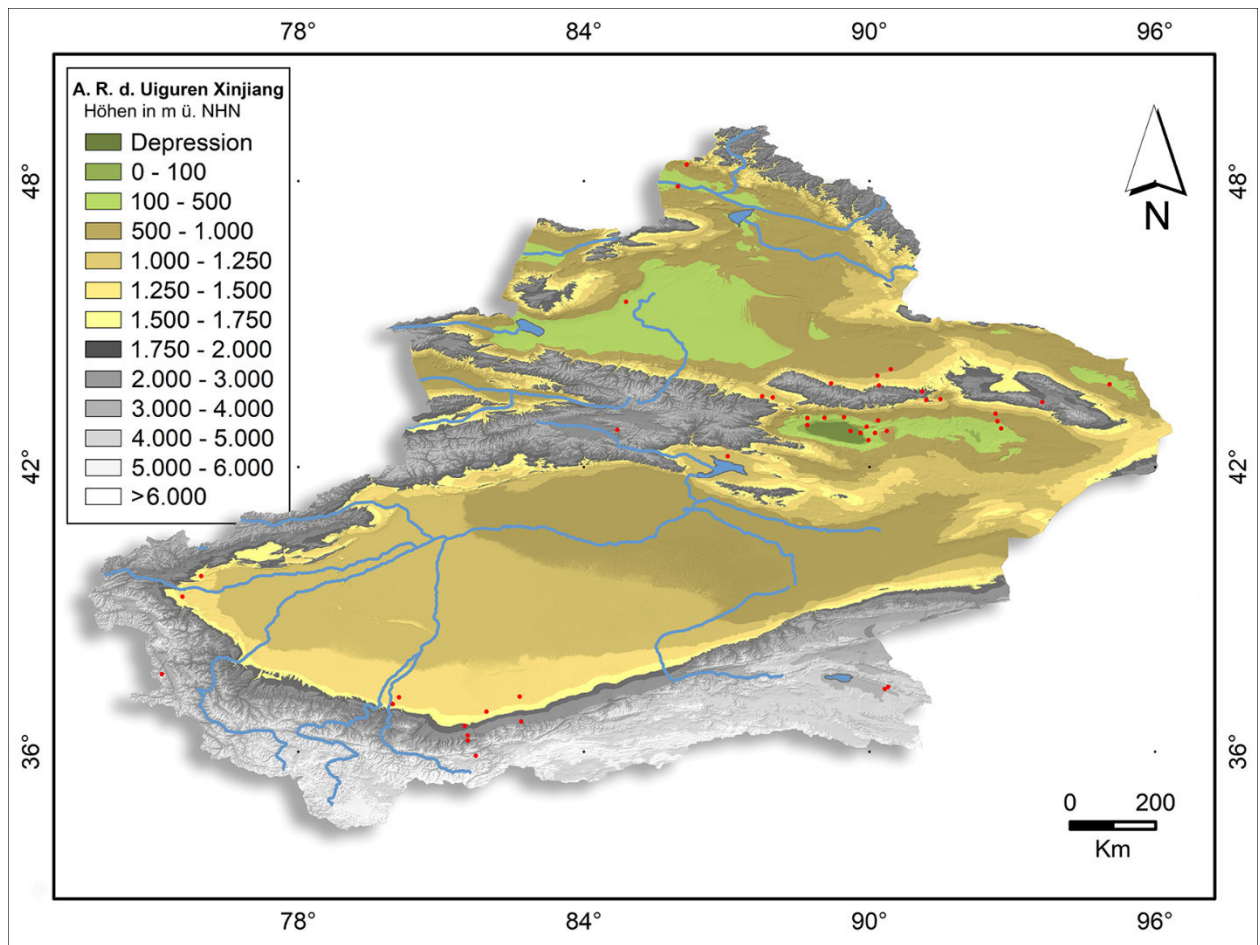 78°
84°
90°
96°
A. R. d. Uiguren Xinjiang
Höhen in m ü. NHN
Depression
0 - 100
100 - 500
500 - 1.000
1.000 - 1.250
1.250 - 1.500
1.500 - 1.750
1.750 - 2.000
2.000 - 3.000
3.000 - 4.000
4.000 - 5.000
5.000 - 6.000
>6.000
N
48°
48°
42°
42°
36°
36°
0 200
Km
78°
84°
90°
96°